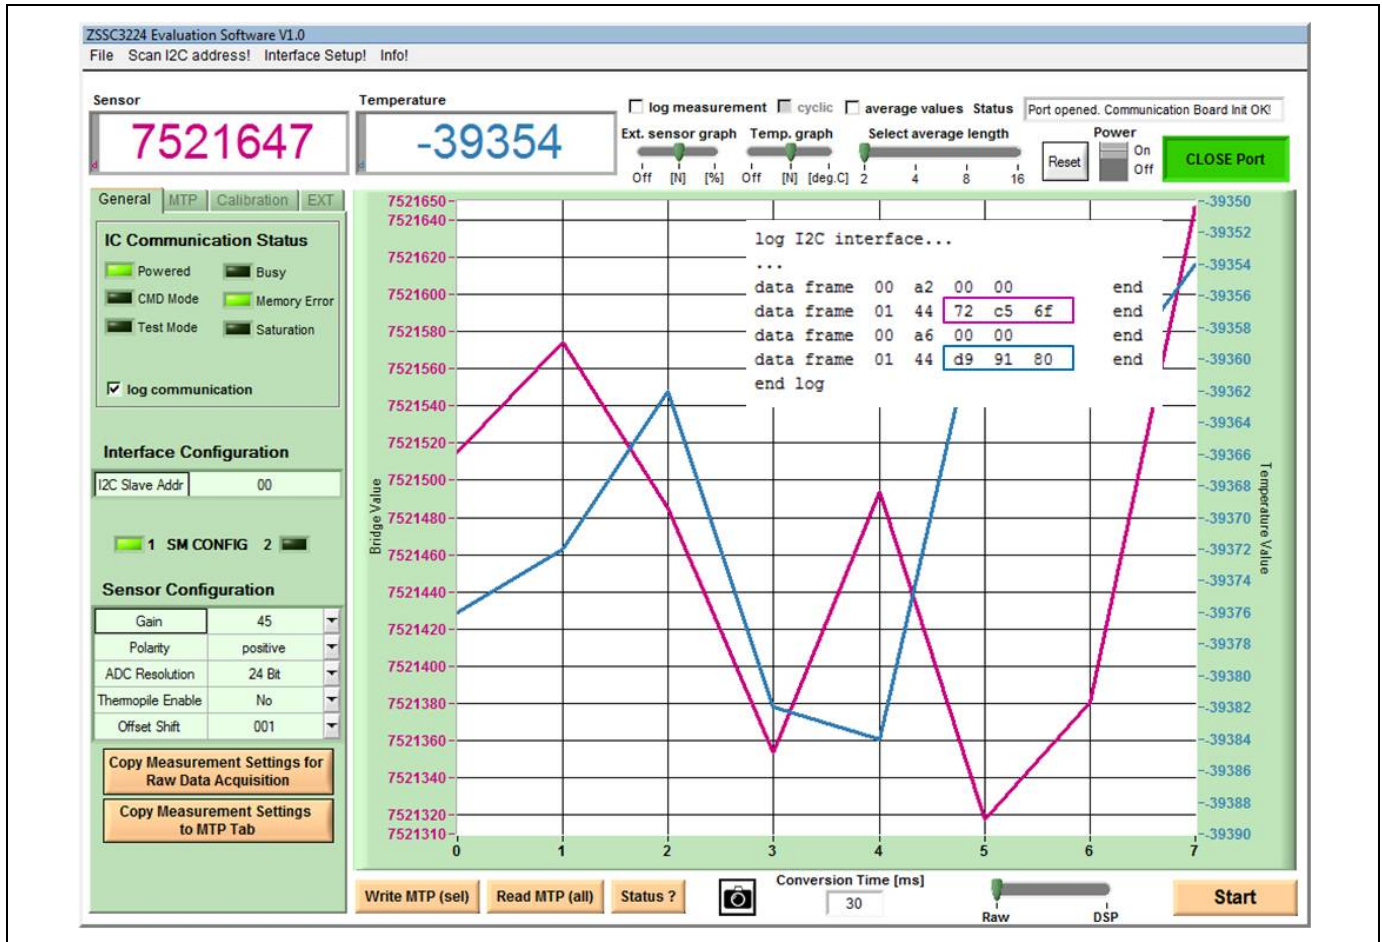 ZSSC3224 Evaluation Software V1.0
File Scan I2C address! Interface Setup! Info!
Sensor
7521647
Temperature
-39354
log measurement cyclic average values Status Port opened. Communication Board Init OK!
Ext. sensor graph Temp. graph Select average length Power
Off [N] [%] Off [N] [deg.C] 2 4 8 16
Reset
On
Off
CLOSE Port
General MTP Calibration EXT
IC Communication Status
Powered Busy
CMD Mode Memory Error
Test Mode Saturation
log communication
Interface Configuration
I2C Slave Addr 00
1 SM CONFIG 2
Sensor Configuration
Gain 45
Polarity positive
ADC Resolution 24 Bit
Thermopile Enable No
Offset Shift 001
Copy Measurement Settings for
Raw Data Acquisition
Copy Measurement Settings
to MTP Tab
Bridge Value
7521650
7521640
7521620
7521600
7521580
7521560
7521540
7521520
7521500
7521480
7521460
7521440
7521420
7521400
7521380
7521360
7521340
7521320
7521310
log I2C interface...
...
data frame 00 a2 00 00 end
data frame 01 44 72 c5 6f end
data frame 00 a6 00 00 end
data frame 01 44 d9 91 80 end
end log
-39350
-39352
-39354
-39356
-39358
-39360
-39362
-39364
-39366
-39368
-39370
-39372
-39374
-39376
-39378
-39380
-39382
-39384
-39386
-39388
-39390
Temperature Value
0 1 2 3 4 5 6 7
Write MTP (sel) Read MTP (all) Status ?
Conversion Time [ms]
30
Raw DSP
Start